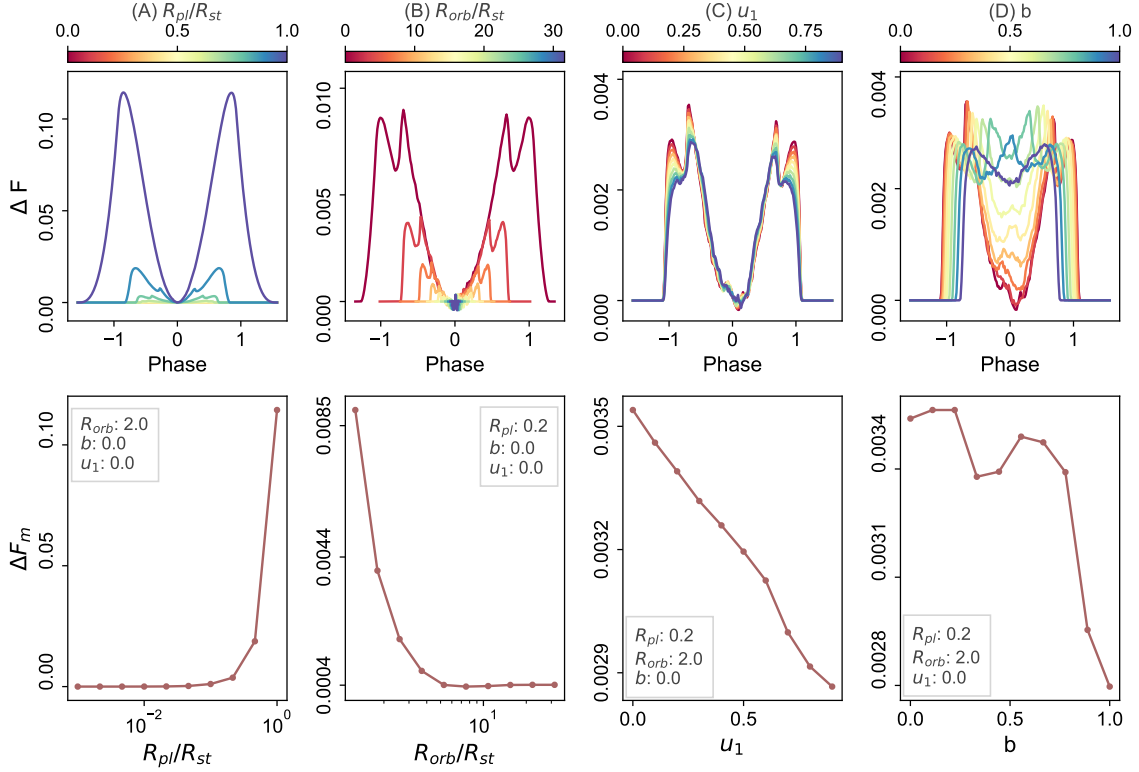 (A) R_pl/R_st
0.0 0.5 1.0
ΔF
0.00 0.05 0.10
−1 0 1
Phase
(B) R_orb/R_st
0 10 20 30
0.000 0.005 0.010
−1 0 1
Phase
(C) u_1
0.00 0.25 0.50 0.75
0.000 0.002 0.004
−1 0 1
Phase
(D) b
0.0 0.5 1.0
0.000 0.002 0.004
−1 0 1
Phase
R_orb: 2.0
b: 0.0
u_1: 0.0
ΔF_m
0.00 0.05 0.10
10^−2 10^0
R_pl/R_st
R_pl: 0.2
b: 0.0
u_1: 0.0
0.0004 0.0044 0.0085
10^1
R_orb/R_st
R_pl: 0.2
R_orb: 2.0
b: 0.0
0.0029 0.0032 0.0035
0.0 0.5
u_1
R_pl: 0.2
R_orb: 2.0
u_1: 0.0
0.0028 0.0031 0.0034
0.0 0.5 1.0
b